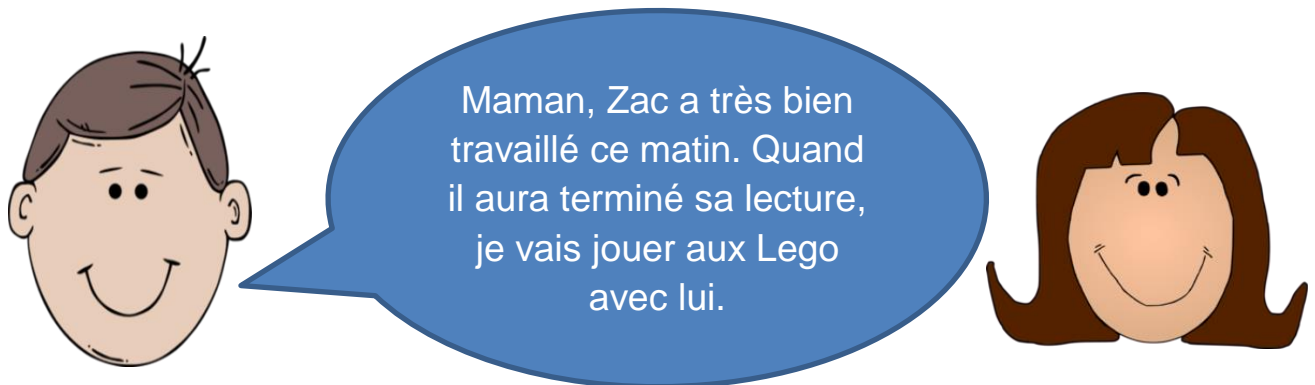 Maman, Zac a très bien
travaillé ce matin. Quand
il aura terminé sa lecture,
je vais jouer aux Lego
avec lui.